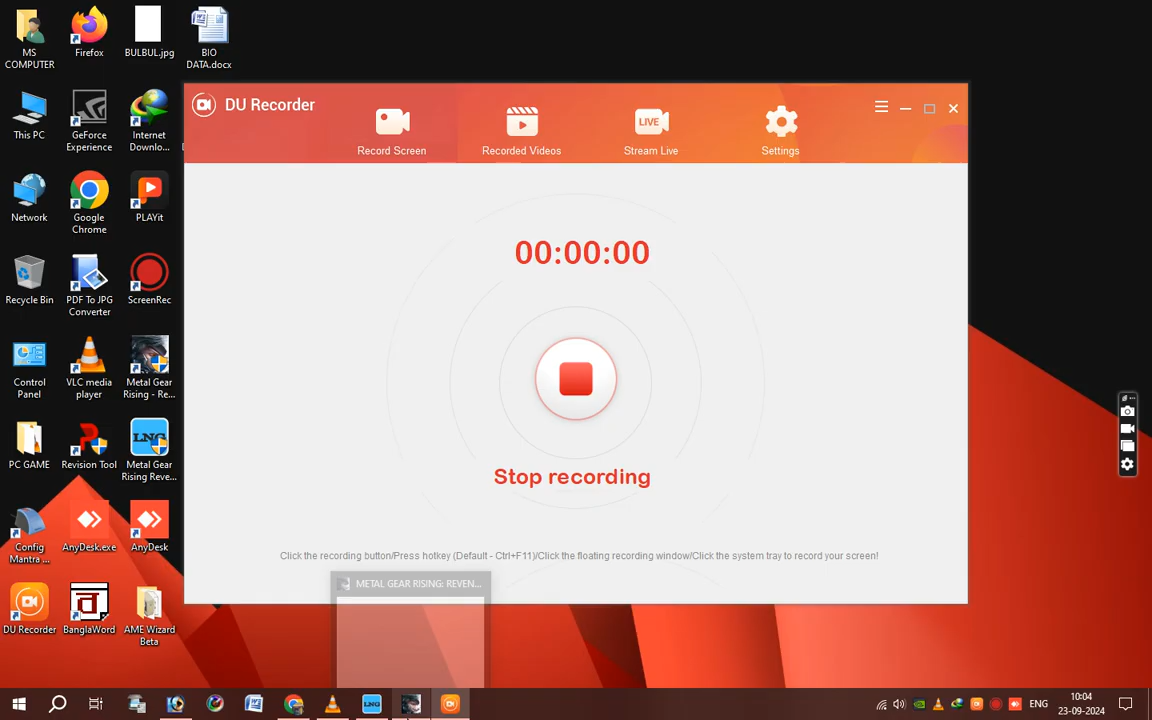 MS
COMPUTER
Firefox
BULBUL.jpg
BIO
DATA.docx
This PC
GeForce
Experience
Internet
Downlo...
Network
Google
Chrome
PLAYit
Recycle Bin
PDF To JPG
Converter
ScreenRec
Control
Panel
VLC media
player
Metal Gear
Rising - Re...
PC GAME
Revision Tool
LNG
Metal Gear
Rising Reve...
Config
Mantra ...
AnyDesk.exe
AnyDesk
DU Recorder
BanglaWord
AME Wizard
Beta
DU Recorder
Record Screen
Recorded Videos
LIVE
Stream Live
Settings
00:00:00
Stop recording
Click the recording button/Press hotkey (Default - Ctrl+F11)/Click the floating recording window/Click the system tray to record your screen!
METAL GEAR RISING: REVEN...
LNG
ENG
10:04
23-09-2024